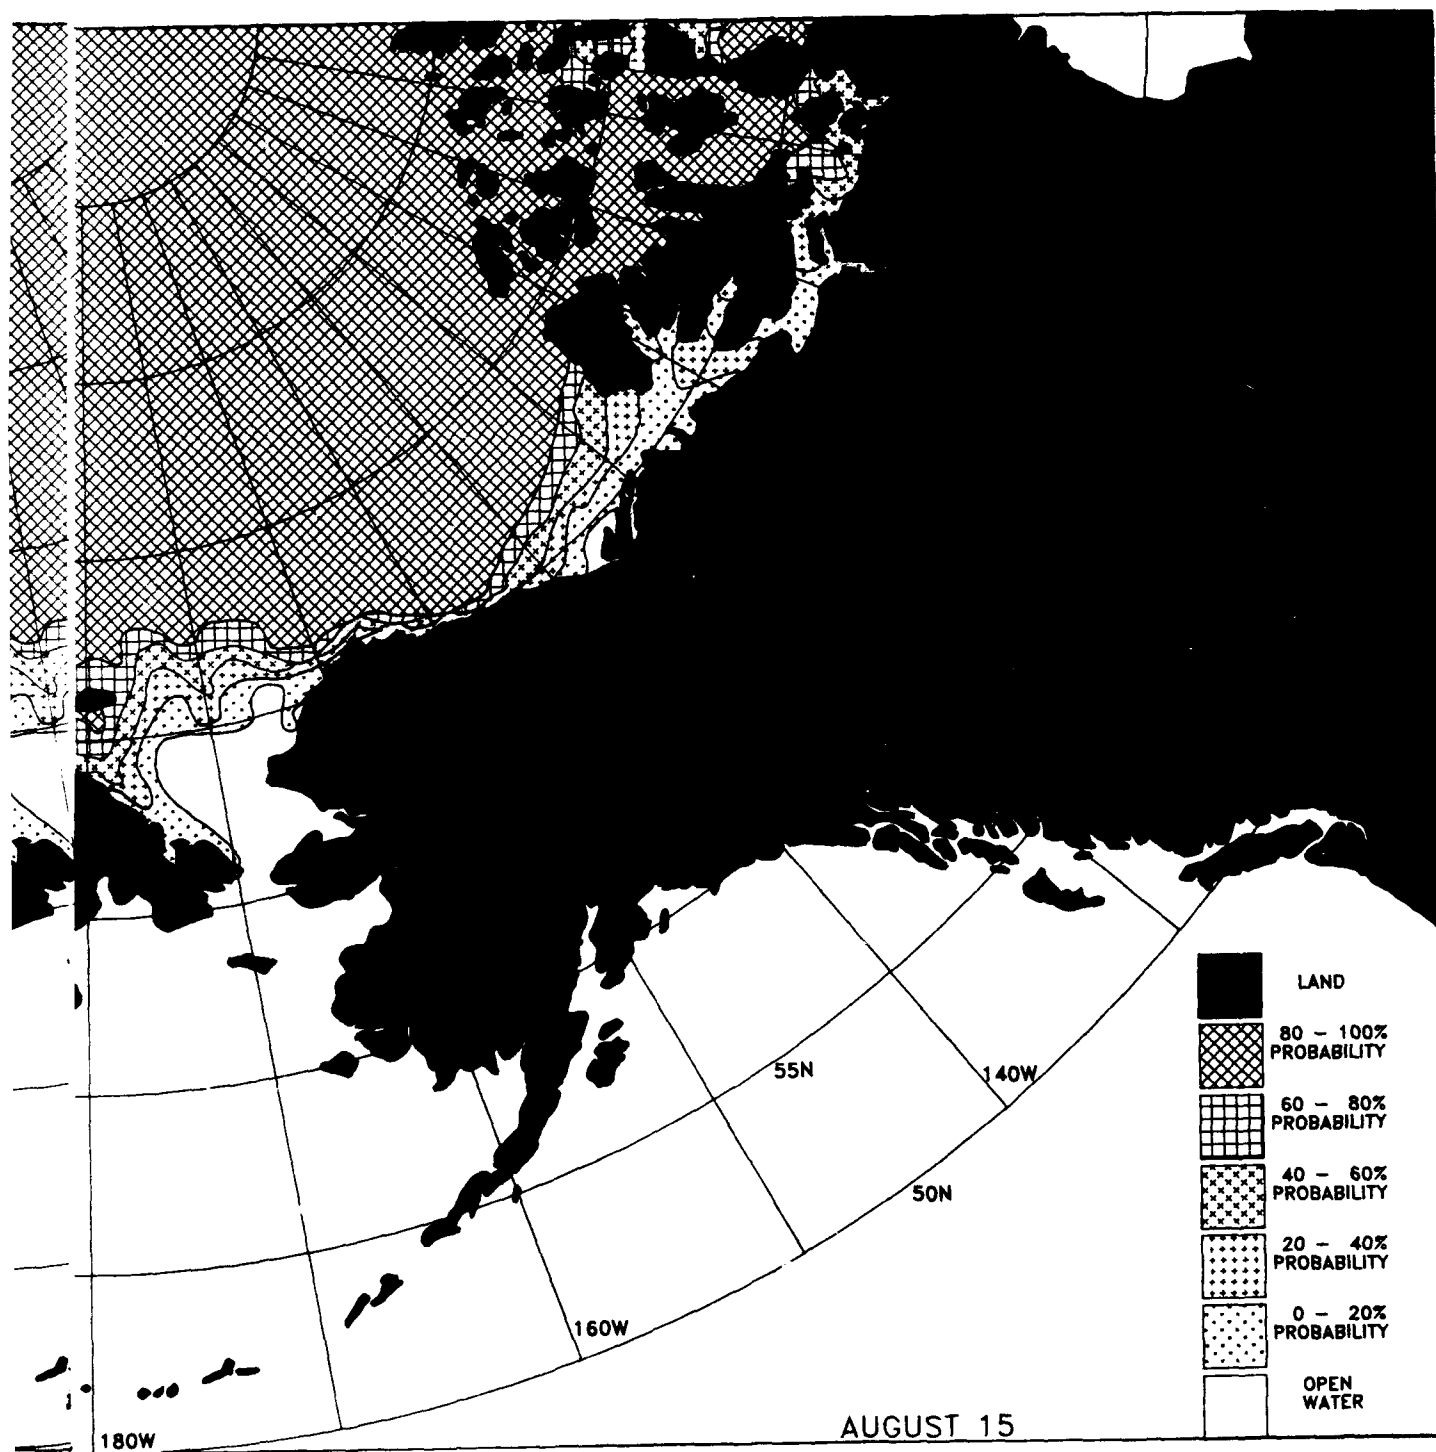 LAND
80 - 100%
PROBABILITY
60 - 80%
PROBABILITY
40 - 60%
PROBABILITY
20 - 40%
PROBABILITY
0 - 20%
PROBABILITY
OPEN
WATER
55N
140W
50N
160W
180W
AUGUST 15